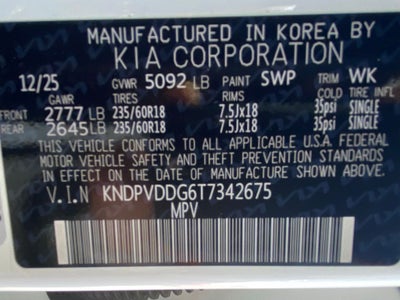 MANUFACTURED IN KOREA BY
KIA CORPORATION
12/25 GVWR 5092 LB PAINT SWP TRIM WK
GAWR TIRES RIMS COLD TIRE INFL
FRONT 2777 LB 235/60R18 7.5Jx18 35psi SINGLE
REAR 2645 LB 235/60R18 7.5Jx18 35psi SINGLE
THIS VEHICLE CONFORMS TO ALL APPLICABLE U.S.A. FEDERAL
MOTOR VEHICLE SAFETY, BUMPER, AND THEFT PREVENTION STANDARDS
IN EFFECT ON THE DATE OF MANUFACTURE SHOWN ABOVE.
V.I.N KNDPVDDG6T7342675
MPV